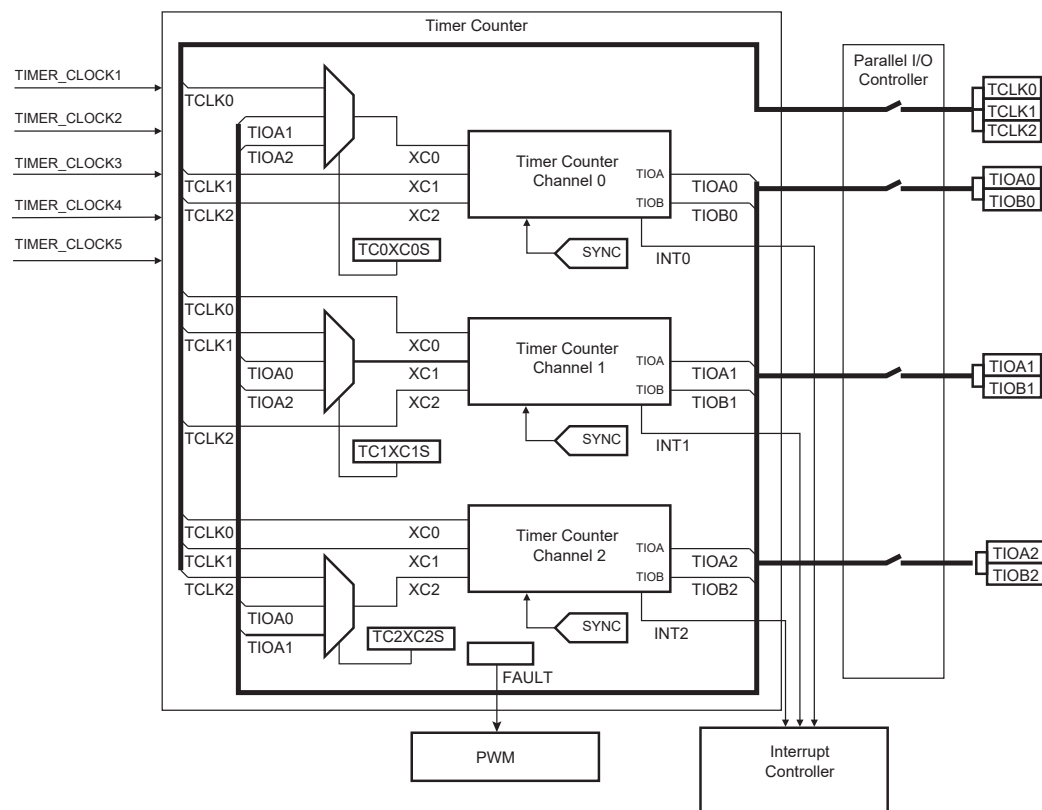 Timer Counter
Parallel I/O
Controller
TIMER_CLOCK1
TIMER_CLOCK2
TIMER_CLOCK3
TIMER_CLOCK4
TIMER_CLOCK5
TCLK0
TIOA1
TIOA2
TCLK1
TCLK2
XC0
XC1
XC2
Timer Counter
Channel 0
TIOA
TIOB
TIOA0
TIOB0
TC0XC0S
SYNC
INT0
TCLK0
TCLK1
TCLK2
TIOA0
TIOB0
TCLK0
TCLK1
TIOA0
TIOA2
TCLK2
XC0
XC1
XC2
Timer Counter
Channel 1
TIOA
TIOB
TIOA1
TIOB1
TC1XC1S
SYNC
INT1
TIOA1
TIOB1
TCLK0
TCLK1
TCLK2
TIOA0
TIOA1
XC0
XC1
XC2
Timer Counter
Channel 2
TIOA
TIOB
TIOA2
TIOB2
TC2XC2S
SYNC
INT2
TIOA2
TIOB2
FAULT
PWM
Interrupt
Controller